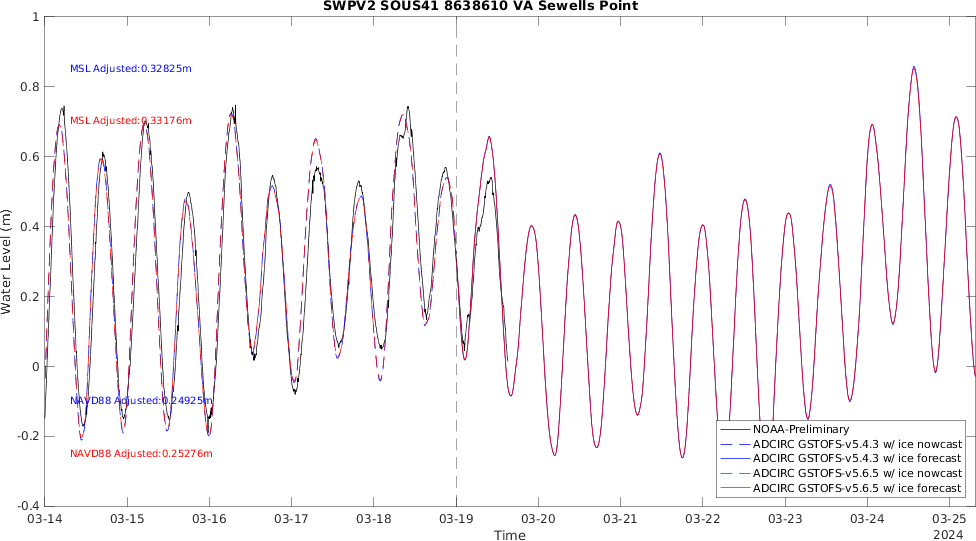 SWPV2 SOUS41 8638610 VA Sewells Point
Water Level (m)
1
0.8
0.6
0.4
0.2
0
-0.2
-0.4
MSL Adjusted:0.32825m
MSL Adjusted:0.33176m
NAVD88 Adjusted:0.24925m
NAVD88 Adjusted:0.25276m
NOAA-Preliminary
ADCIRC GSTOFS-v5.4.3 w/ ice nowcast
ADCIRC GSTOFS-v5.4.3 w/ ice forecast
ADCIRC GSTOFS-v5.6.5 w/ ice nowcast
ADCIRC GSTOFS-v5.6.5 w/ ice forecast
03-14 03-15 03-16 03-17 03-18 03-19 03-20 03-21 03-22 03-23 03-24 03-25
Time 2024